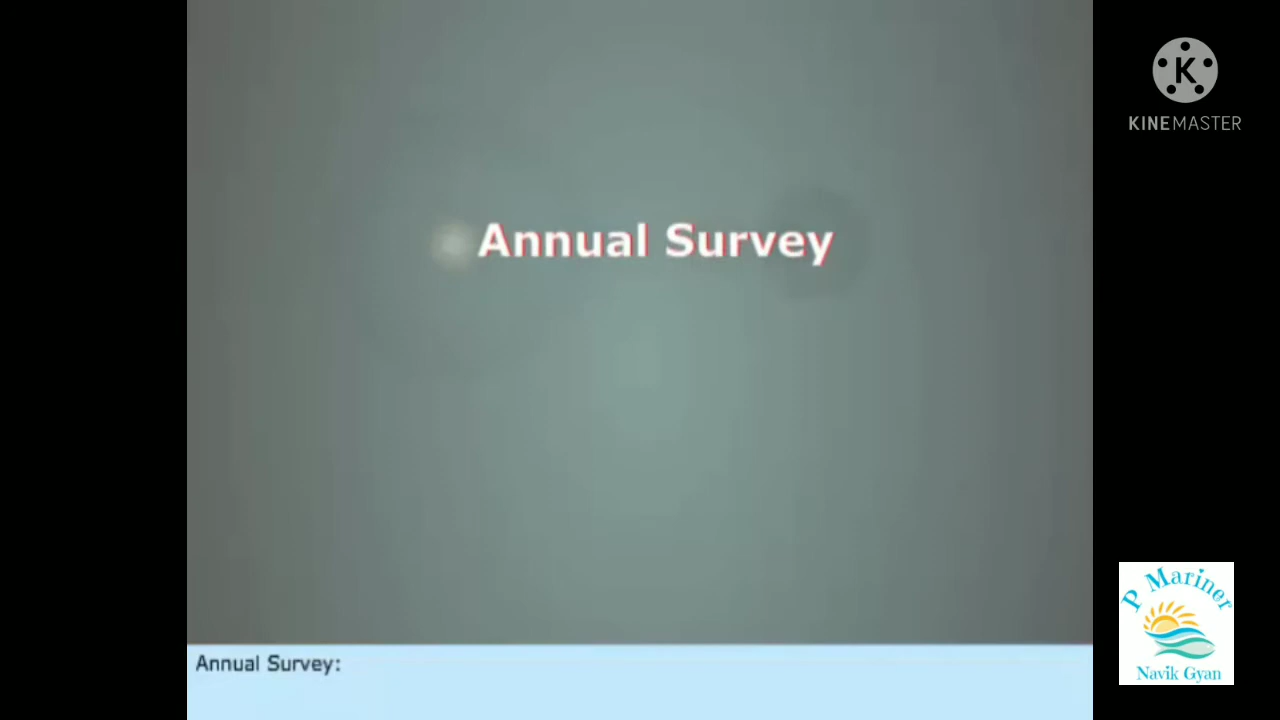 Annual Survey
Annual Survey:
K
KINEMASTER
P Mariner
Navik Gyan